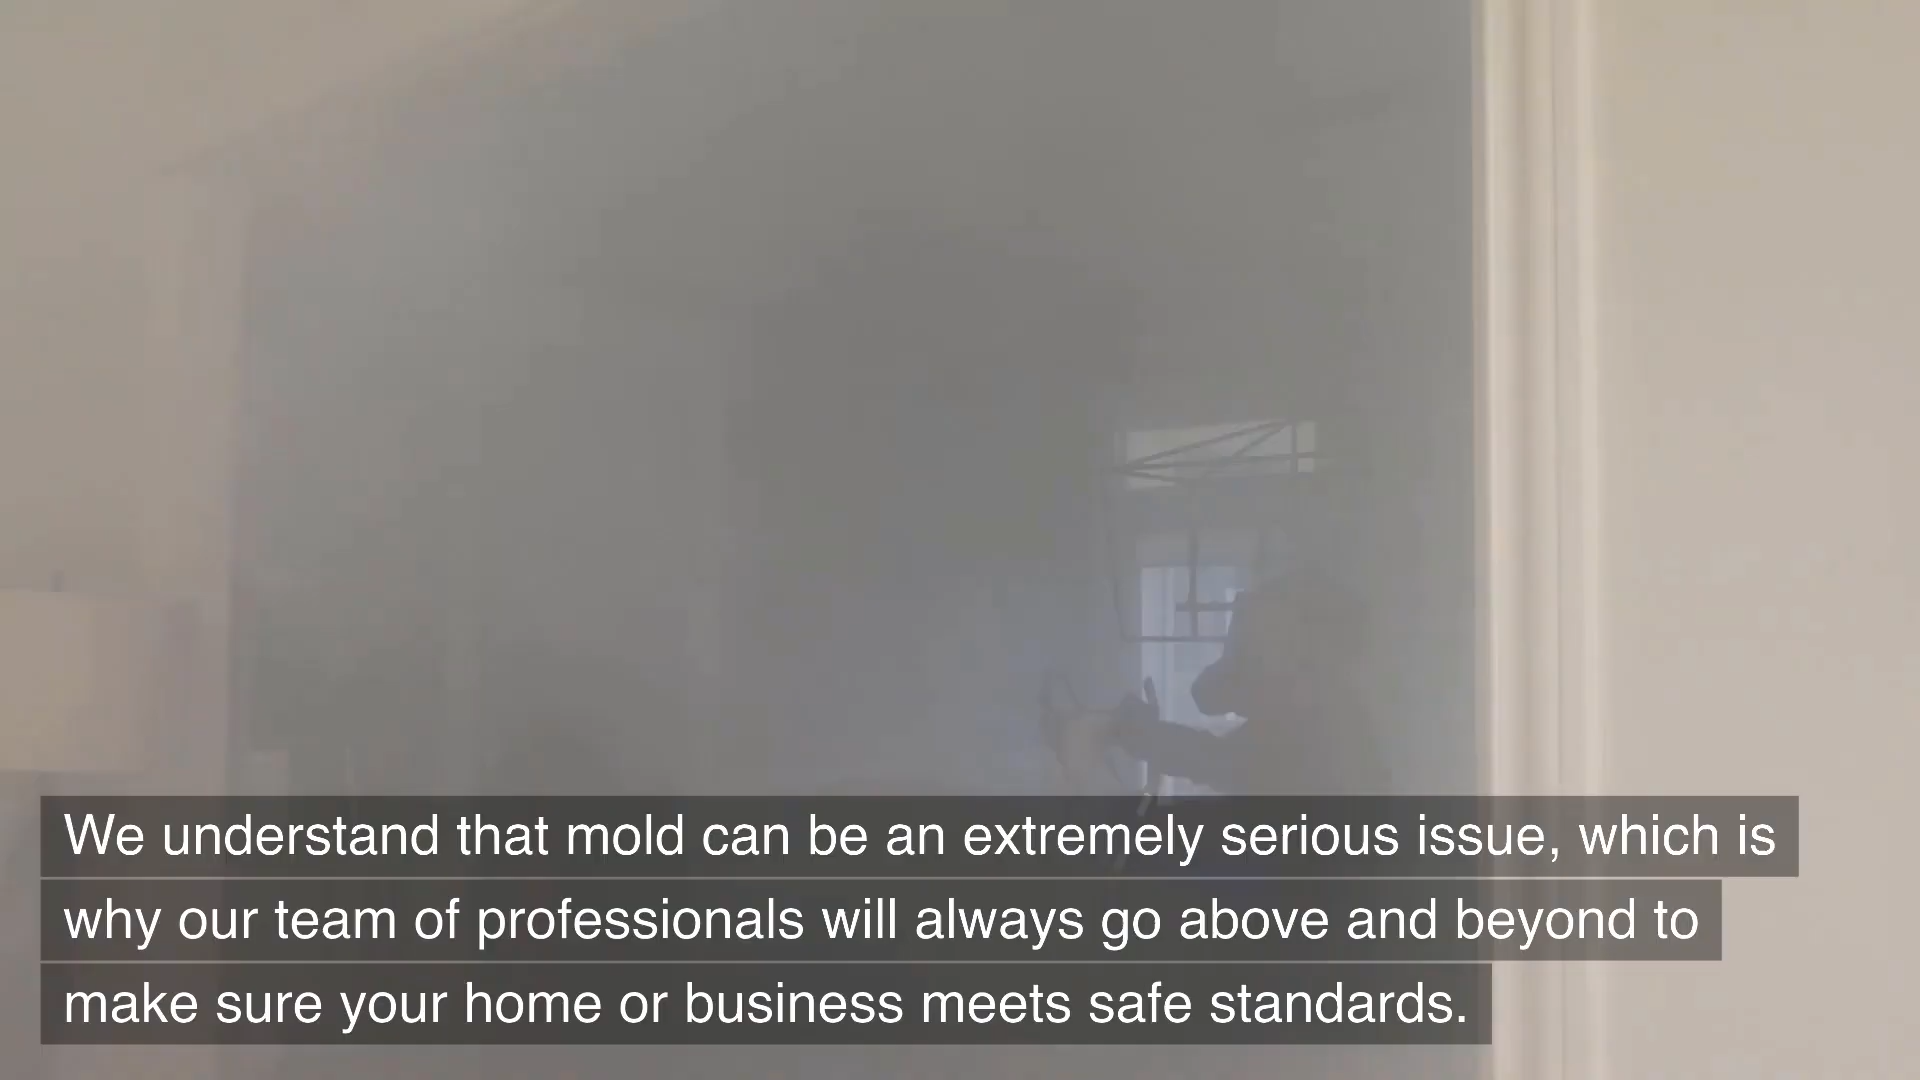 We understand that mold can be an extremely serious issue, which is
why our team of professionals will always go above and beyond to
make sure your home or business meets safe standards.